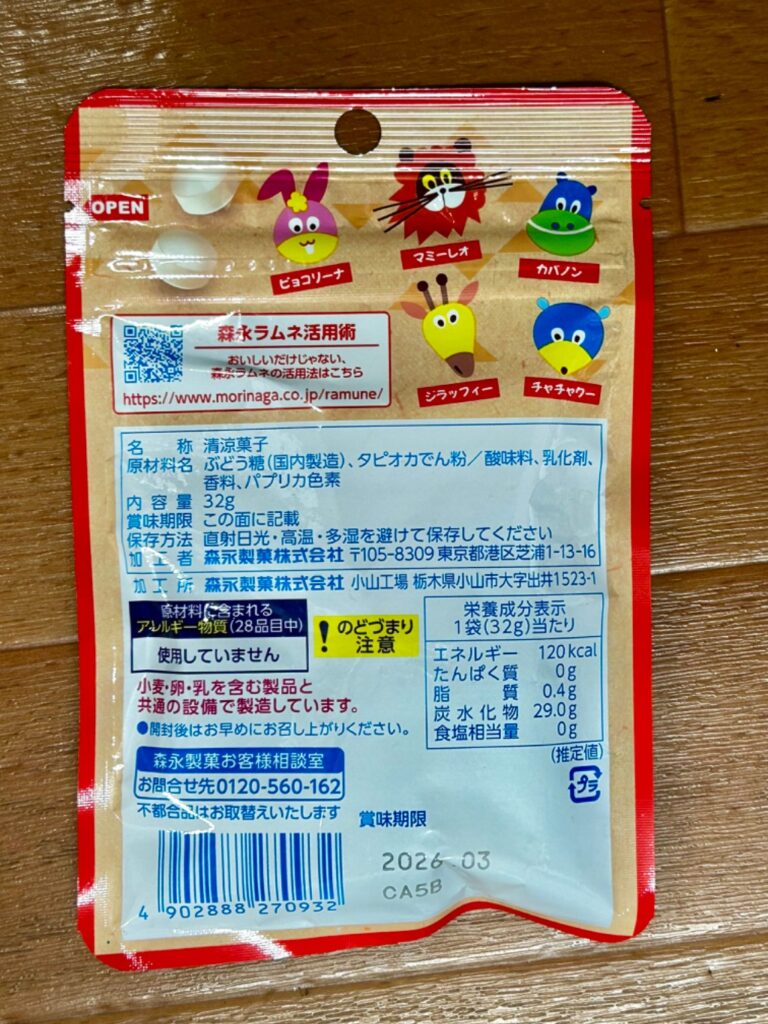 OPEN
ピョコリーナ
マミーレオ
カバノン
ジラッフィー
チャチャクー
森永ラムネ活用術
おいしいだけじゃない、
森永ラムネの活用法はこちら
https://www.morinaga.co.jp/ramune/
名 称 清涼菓子
原材料名 ぶどう糖(国内製造)、タピオカでん粉/酸味料、乳化剤、
香料、パプリカ色素
内容量 32g
賞味期限 この面に記載
保存方法 直射日光・高温・多湿を避けて保存してください
加工者 森永製菓株式会社 〒105-8309 東京都港区芝浦1-13-16
加工所 森永製菓株式会社 小山工場 栃木県小山市大字出井1523-1
原材料に含まれる
アレルギー物質(28品目中)
使用していません
! のどづまり
注意
小麦・卵・乳を含む製品と
共通の設備で製造しています。
●開封後はお早めにお召し上がりください。
栄養成分表示
1袋(32g)当たり
エネルギー 120kcal
たんぱく質 0g
脂質 0.4g
炭水化物 29.0g
食塩相当量 0g
(推定値)
プラ
森永製菓お客様相談室
お問合せ先0120-560-162
不都合品はお取替えいたします
賞味期限
2026.03
CA5B
4 902888 270932